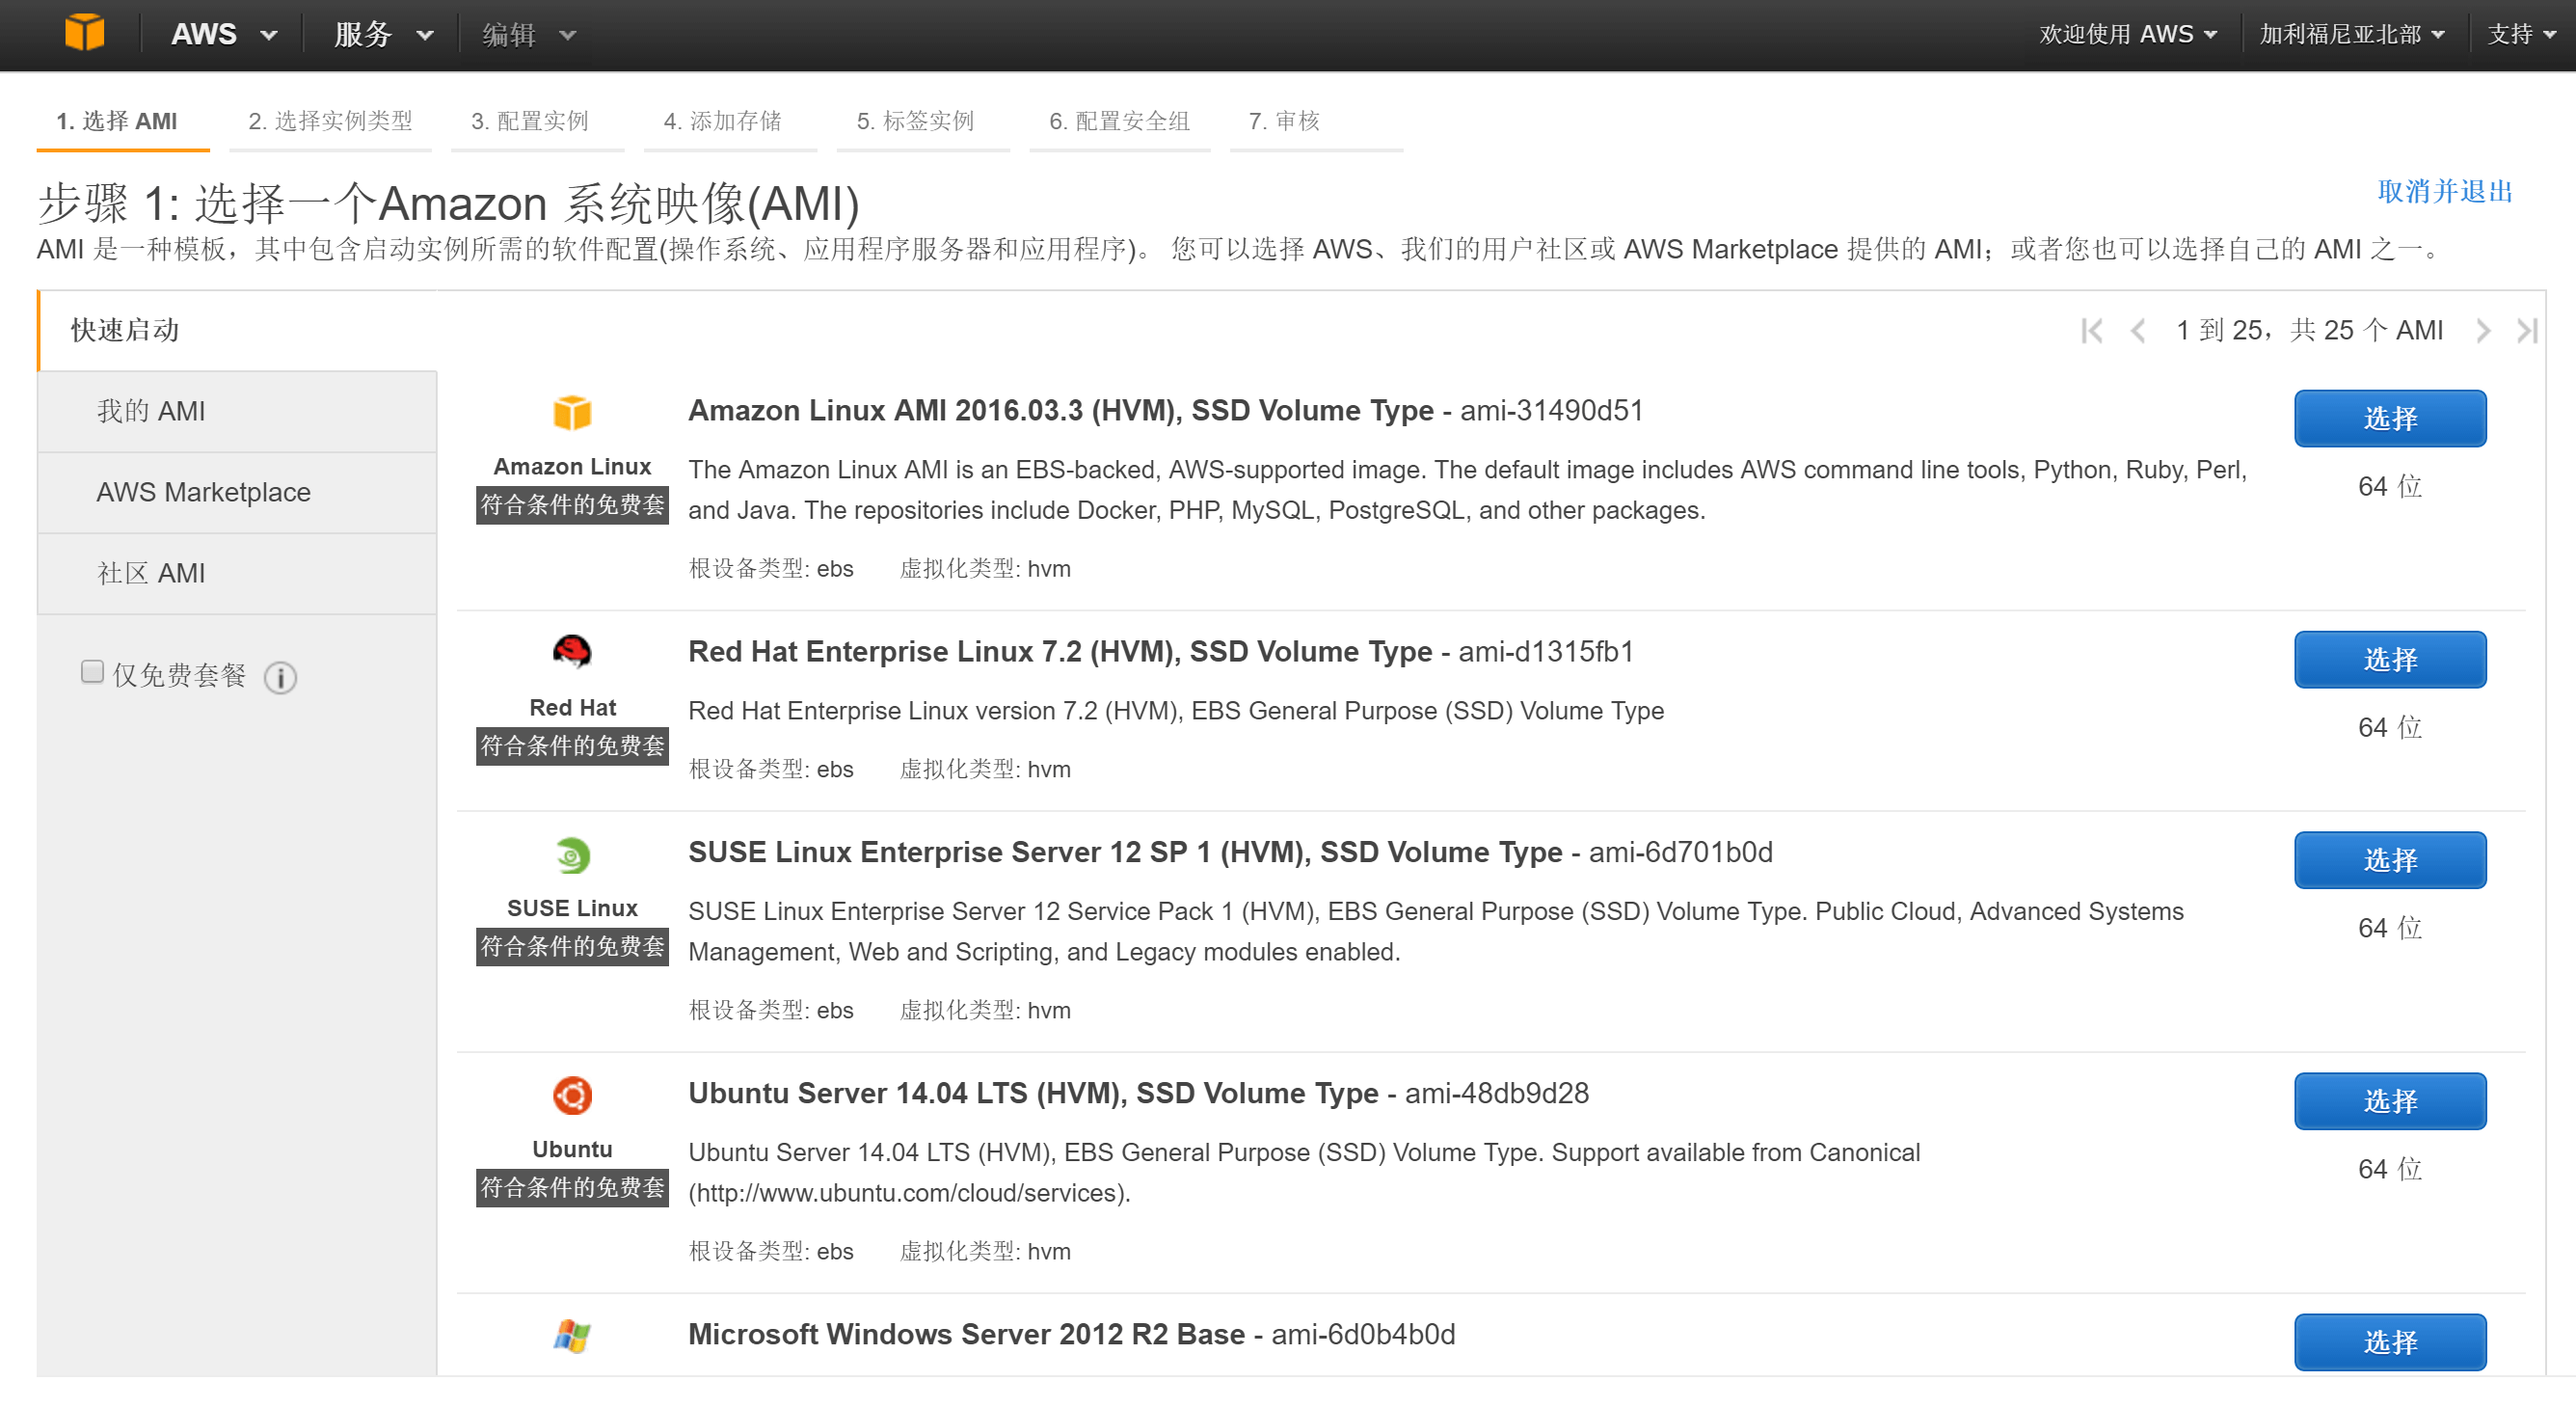 AWS 服务 编辑 欢迎使用 AWS 加利福尼亚北部 支持
1. 选择 AMI 2. 选择实例类型 3. 配置实例 4. 添加存储 5. 标签实例 6. 配置安全组 7. 审核
步骤 1: 选择一个Amazon 系统映像(AMI)
取消并退出
AMI 是一种模板，其中包含启动实例所需的软件配置(操作系统、应用程序服务器和应用程序)。 您可以选择 AWS、我们的用户社区或 AWS Marketplace 提供的 AMI；或者您也可以选择自己的 AMI 之一。
快速启动
我的 AMI
AWS Marketplace
社区 AMI
仅免费套餐
1 到 25，共 25 个 AMI
Amazon Linux
符合条件的免费套
Amazon Linux AMI 2016.03.3 (HVM), SSD Volume Type - ami-31490d51
The Amazon Linux AMI is an EBS-backed, AWS-supported image. The default image includes AWS command line tools, Python, Ruby, Perl,
and Java. The repositories include Docker, PHP, MySQL, PostgreSQL, and other packages.
根设备类型: ebs 虚拟化类型: hvm
选择
64 位
Red Hat
符合条件的免费套
Red Hat Enterprise Linux 7.2 (HVM), SSD Volume Type - ami-d1315fb1
Red Hat Enterprise Linux version 7.2 (HVM), EBS General Purpose (SSD) Volume Type
根设备类型: ebs 虚拟化类型: hvm
选择
64 位
SUSE Linux
符合条件的免费套
SUSE Linux Enterprise Server 12 SP 1 (HVM), SSD Volume Type - ami-6d701b0d
SUSE Linux Enterprise Server 12 Service Pack 1 (HVM), EBS General Purpose (SSD) Volume Type. Public Cloud, Advanced Systems
Management, Web and Scripting, and Legacy modules enabled.
根设备类型: ebs 虚拟化类型: hvm
选择
64 位
Ubuntu
符合条件的免费套
Ubuntu Server 14.04 LTS (HVM), SSD Volume Type - ami-48db9d28
Ubuntu Server 14.04 LTS (HVM), EBS General Purpose (SSD) Volume Type. Support available from Canonical
(http://www.ubuntu.com/cloud/services).
根设备类型: ebs 虚拟化类型: hvm
选择
64 位
Microsoft Windows Server 2012 R2 Base - ami-6d0b4b0d
选择